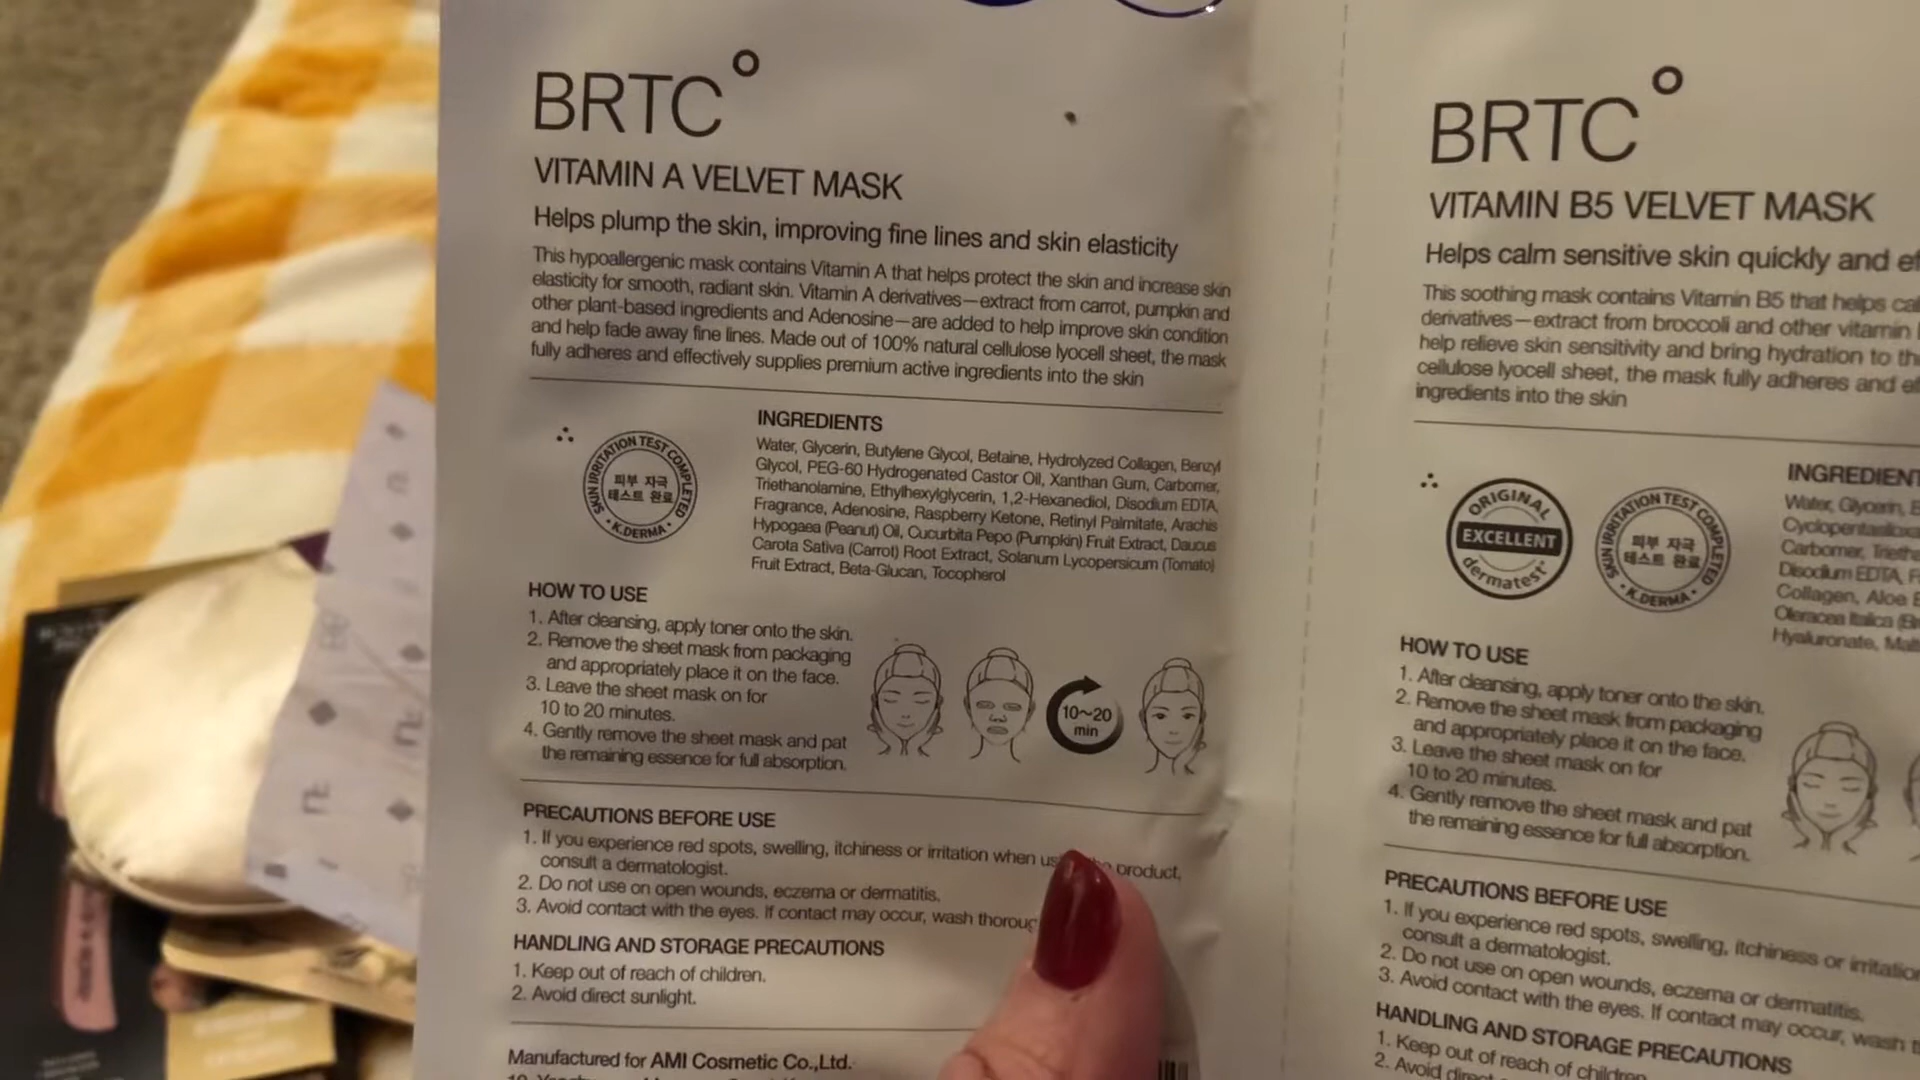 BRTC°
VITAMIN A VELVET MASK
Helps plump the skin, improving fine lines and skin elasticity
This hypoallergenic mask contains Vitamin A that helps protect the skin and increase skin
elasticity for smooth, radiant skin. Vitamin A derivatives—extract from carrot, pumpkin and
other plant-based ingredients and Adenosine—are added to help improve skin condition
and help fade away fine lines. Made out of 100% natural cellulose lyocell sheet, the mask
fully adheres and effectively supplies premium active ingredients into the skin
SKIN IRRITATION TEST COMPLETED
피부 자극
테스트 완료
• K.DERMA •
INGREDIENTS
Water, Glycerin, Butylene Glycol, Betaine, Hydrolyzed Collagen, Benzyl
Glycol, PEG-60 Hydrogenated Castor Oil, Xanthan Gum, Carbomer,
Triethanolamine, Ethylhexylglycerin, 1,2-Hexanediol, Disodium EDTA,
Fragrance, Adenosine, Raspberry Ketone, Retinyl Palmitate, Arachis
Hypogaea (Peanut) Oil, Cucurbita Pepo (Pumpkin) Fruit Extract, Daucus
Carota Sativa (Carrot) Root Extract, Solanum Lycopersicum (Tomato)
Fruit Extract, Beta-Glucan, Tocopherol
HOW TO USE
1. After cleansing, apply toner onto the skin.
2. Remove the sheet mask from packaging
and appropriately place it on the face.
3. Leave the sheet mask on for
10 to 20 minutes.
4. Gently remove the sheet mask and pat
the remaining essence for full absorption.
10~20
min
PRECAUTIONS BEFORE USE
1. If you experience red spots, swelling, itchiness or irritation when us product,
consult a dermatologist.
2. Do not use on open wounds, eczema or dermatitis.
3. Avoid contact with the eyes. If contact may occur, wash thoroug
HANDLING AND STORAGE PRECAUTIONS
1. Keep out of reach of children.
2. Avoid direct sunlight.
Manufactured for AMI Cosmetic Co.,Ltd.
BRTC°
VITAMIN B5 VELVET MASK
Helps calm sensitive skin quickly and ef
This soothing mask contains Vitamin B5 that helps cal
derivatives—extract from broccoli and other vitamin
help relieve skin sensitivity and bring hydration to th
cellulose lyocell sheet, the mask fully adheres and ef
ingredients into the skin
ORIGINAL
EXCELLENT
dermatest
SKIN IRRITATION TEST COMPLETED
피부 자극
테스트 완료
• K.DERMA •
INGREDIENT
Water, Glycerin, B
Cyclopentasiloxa
Carbomer, Trieth
Disodium EDTA, F
Collagen, Aloe B
Oleracea Italica (Br
Hyaluronate, Malt
HOW TO USE
1. After cleansing, apply toner onto the skin.
2. Remove the sheet mask from packaging
and appropriately place it on the face.
3. Leave the sheet mask on for
10 to 20 minutes.
4. Gently remove the sheet mask and pat
the remaining essence for full absorption.
PRECAUTIONS BEFORE USE
1. If you experience red spots, swelling, itchiness or irritation
consult a dermatologist.
2. Do not use on open wounds, eczema or dermatitis.
3. Avoid contact with the eyes. If contact may occur, wash t
HANDLING AND STORAGE PRECAUTIONS
1. Keep out of reach of children.
2. Avoid direct